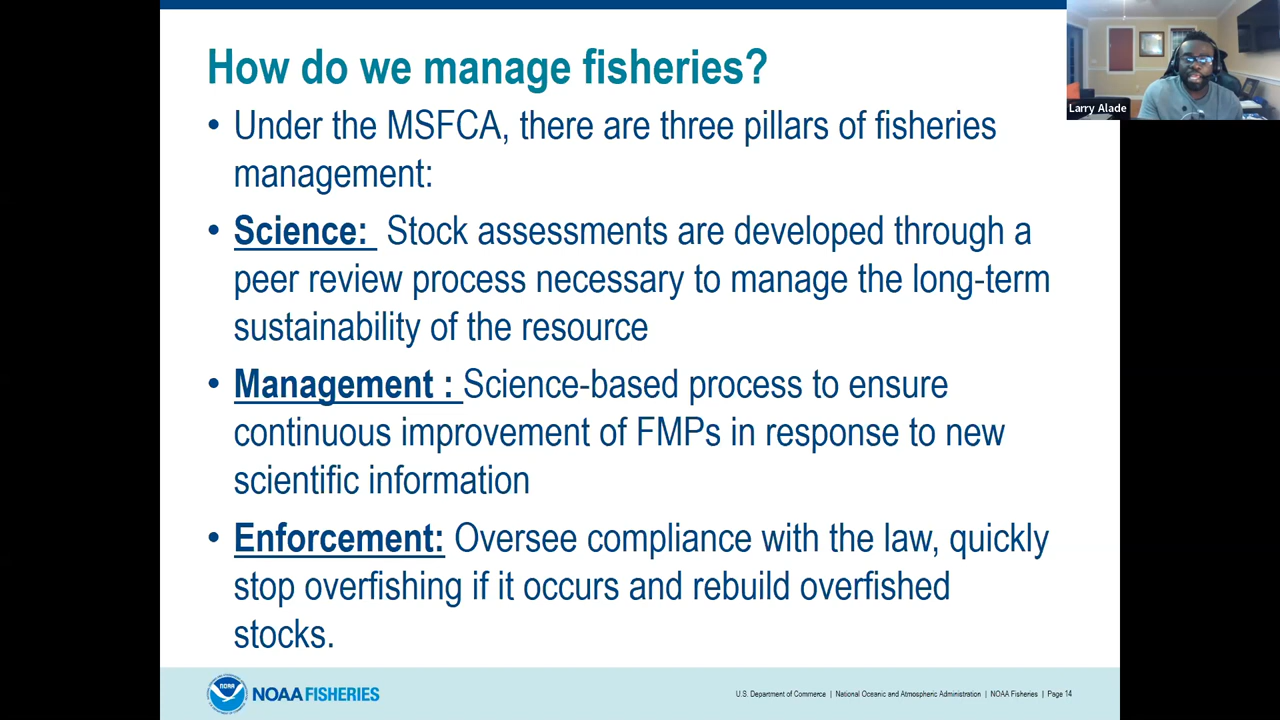 How do we manage fisheries?
• Under the MSFCA, there are three pillars of fisheries
management:
• Science: Stock assessments are developed through a
peer review process necessary to manage the long-term
sustainability of the resource
• Management : Science-based process to ensure
continuous improvement of FMPs in response to new
scientific information
• Enforcement: Oversee compliance with the law, quickly
stop overfishing if it occurs and rebuild overfished
stocks.
Larry Alade
NOAA
NOAA FISHERIES
U.S. Department of Commerce | National Oceanic and Atmospheric Administration | NOAA Fisheries | Page 14